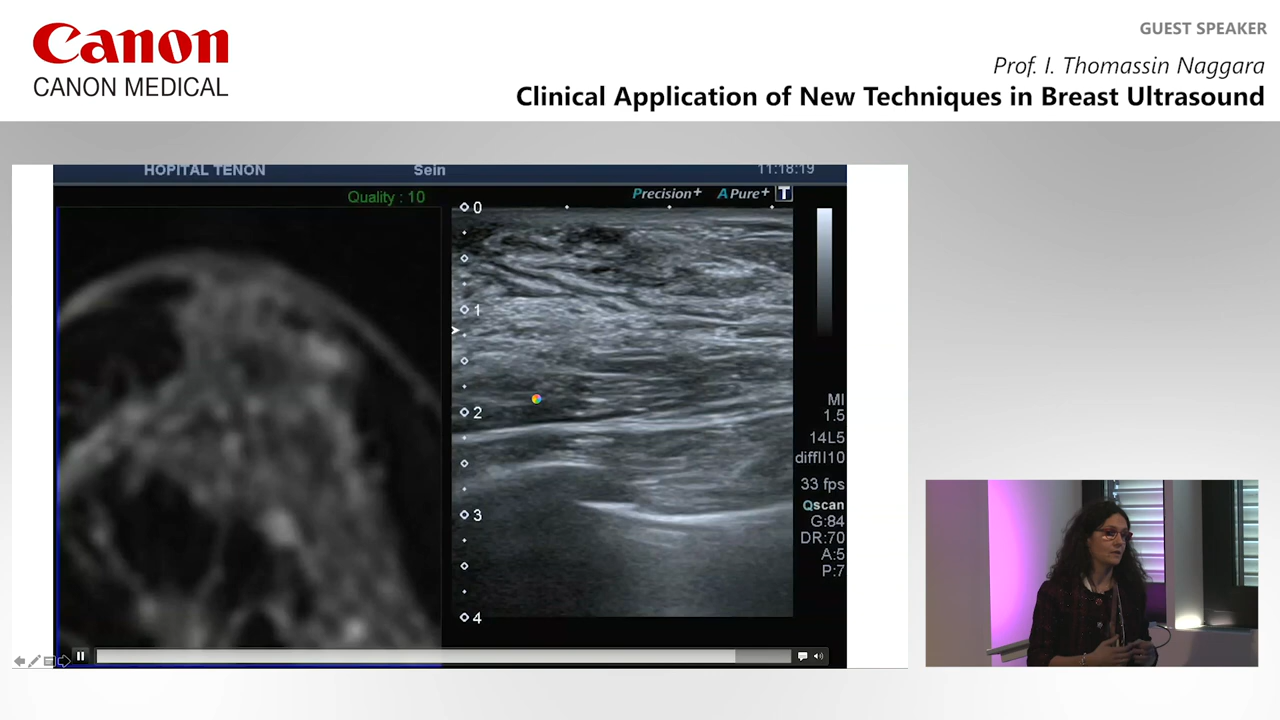 Canon
CANON MEDICAL
GUEST SPEAKER
Prof. I. Thomassin Naggara
Clinical Application of New Techniques in Breast Ultrasound
HOPITAL TENON
Sein
11:18:19
Quality : 10
Precision+
APure+
T
0
1
2
3
4
MI
1.5
14L5
diffII10
33 fps
Qscan
G:84
DR:70
A:5
P:7